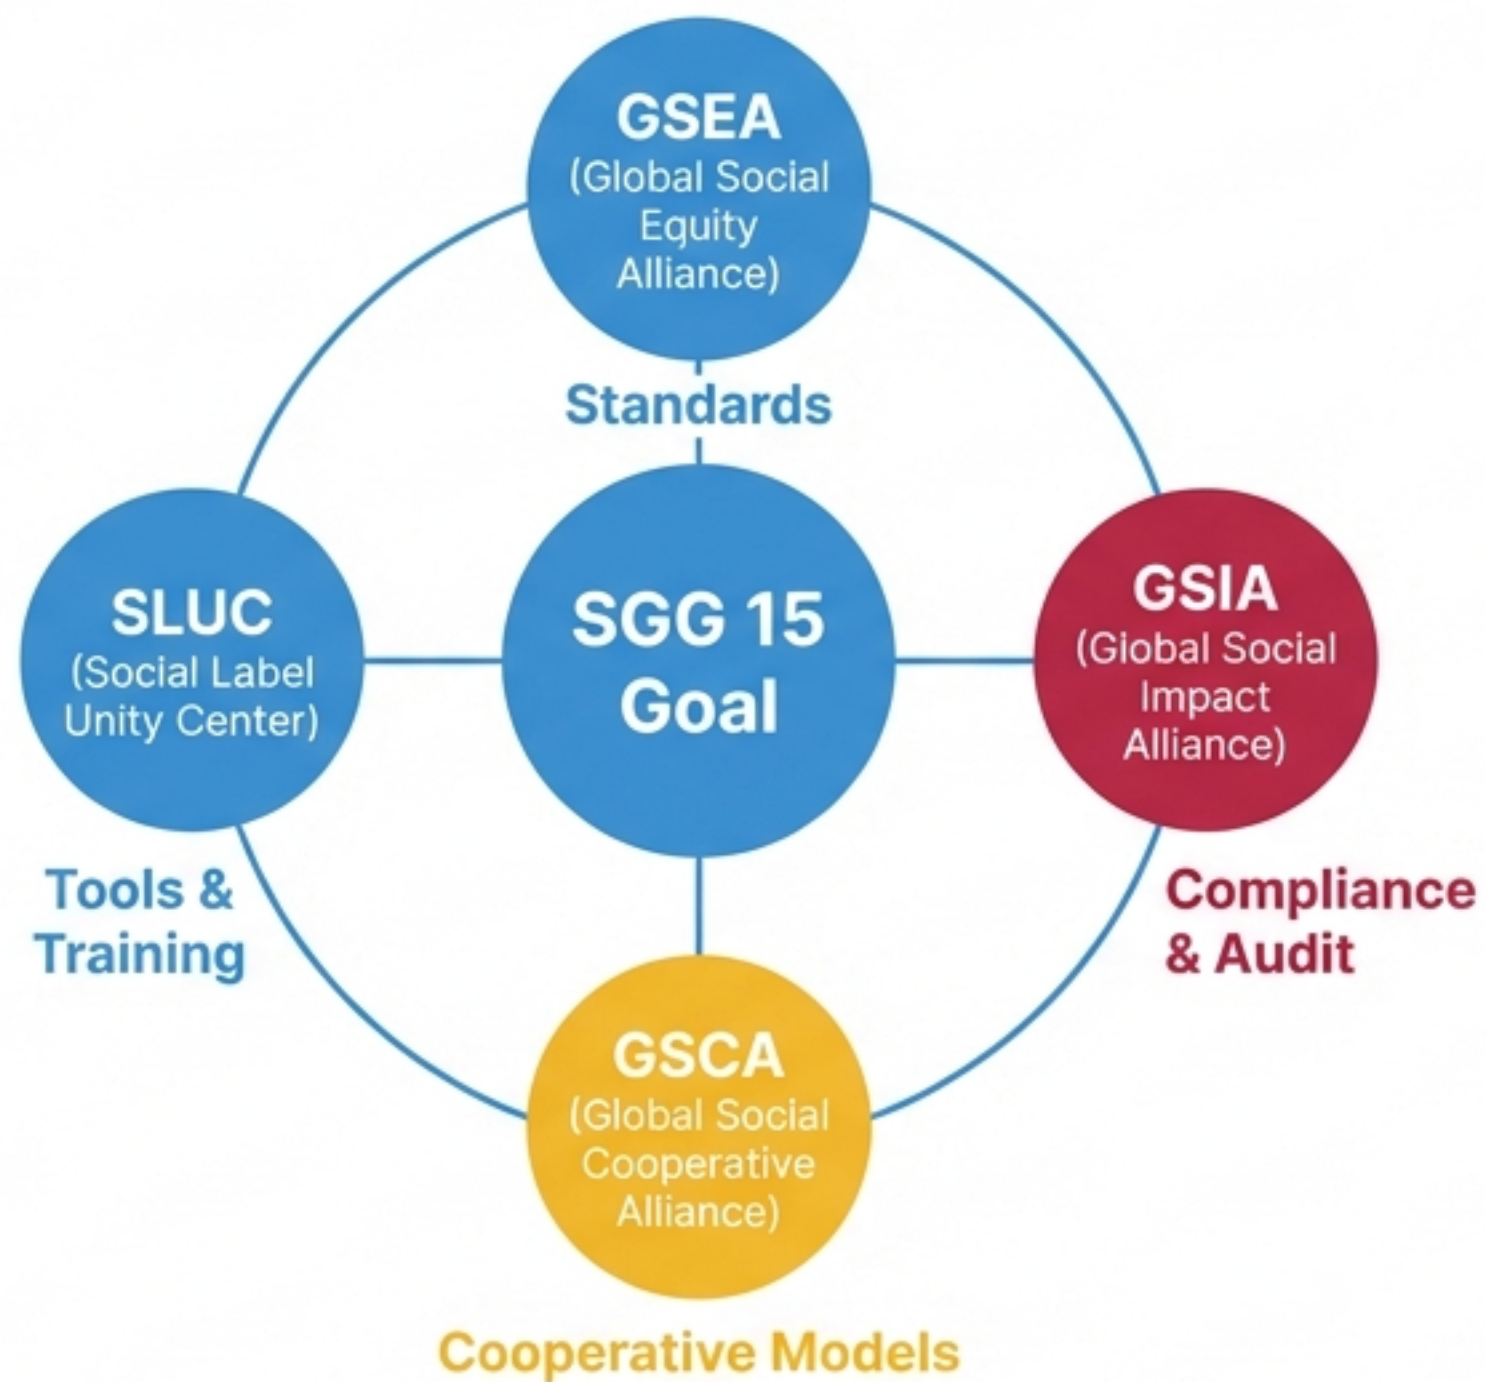 GSEA
(Global Social
Equity
Alliance)
Standards
SLUC
(Social Label
Unity Center)
Tools &
Training
SGG 15
Goal
GSIA
(Global Social
Impact
Alliance)
Compliance
& Audit
GSCA
(Global Social
Cooperative
Alliance)
Cooperative Models